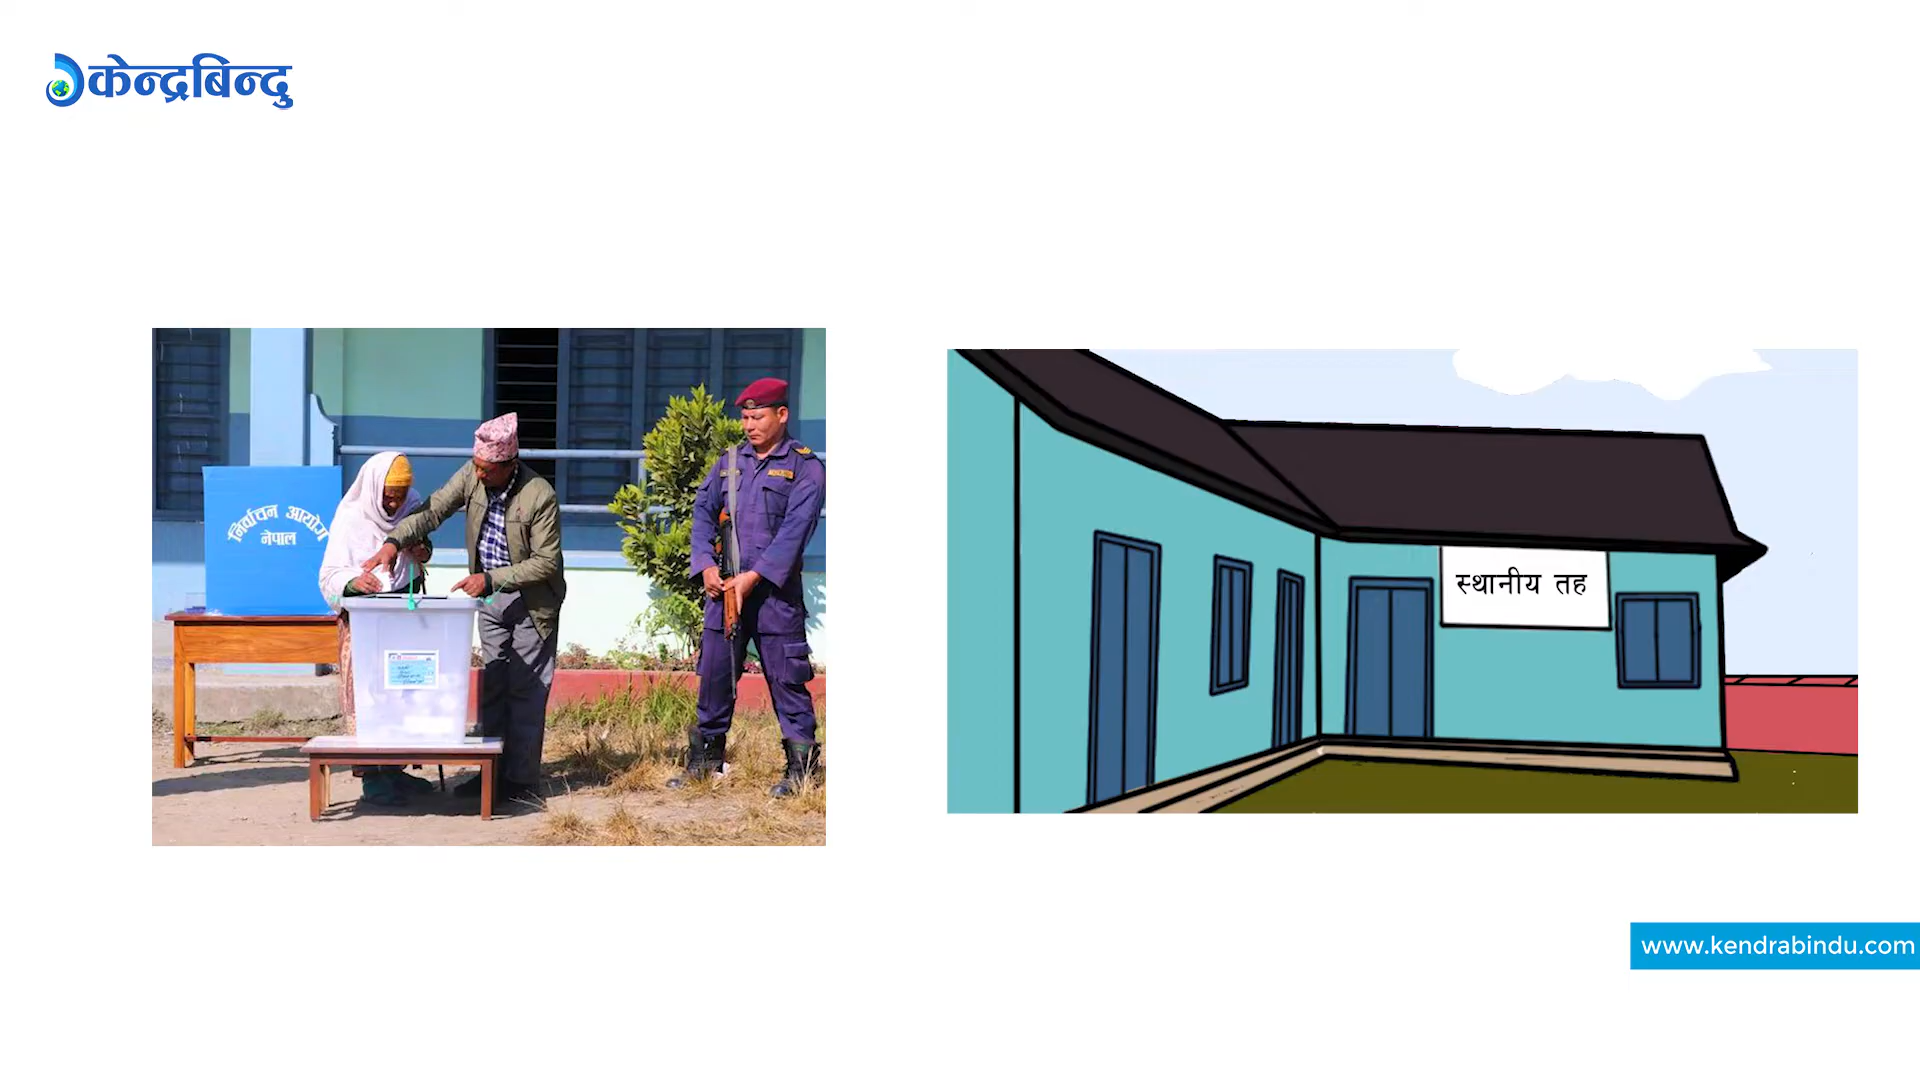 केन्द्रबिन्दु
निर्वाचन आयोग
नेपाल
स्थानीय तह
www.kendrabindu.com